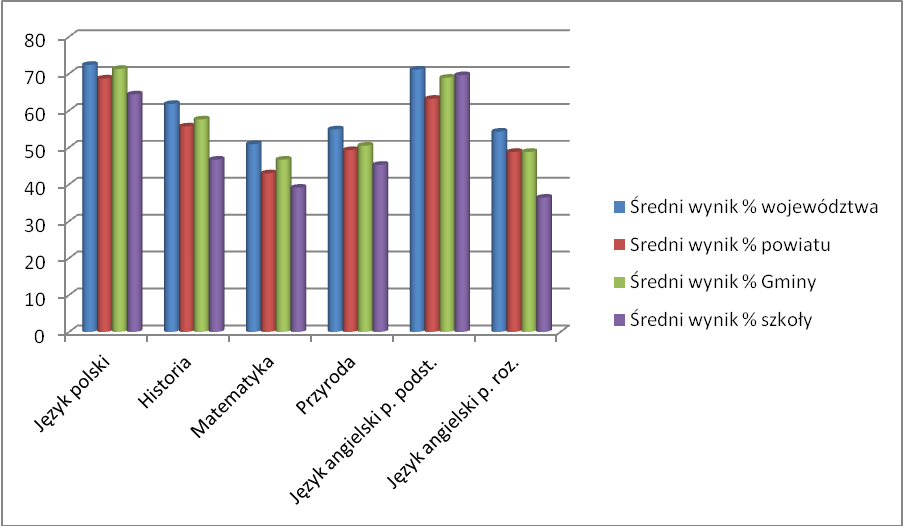 80
70
60
50
40
30
20
10
0
Język polski
Historia
Matematyka
Przyroda
Język angielski p. podst.
Język angielski p. roz.
Średni wynik % województwa
Sredni wynik % powiatu
Średni wynik % Gminy
Średni wynik % szkoły